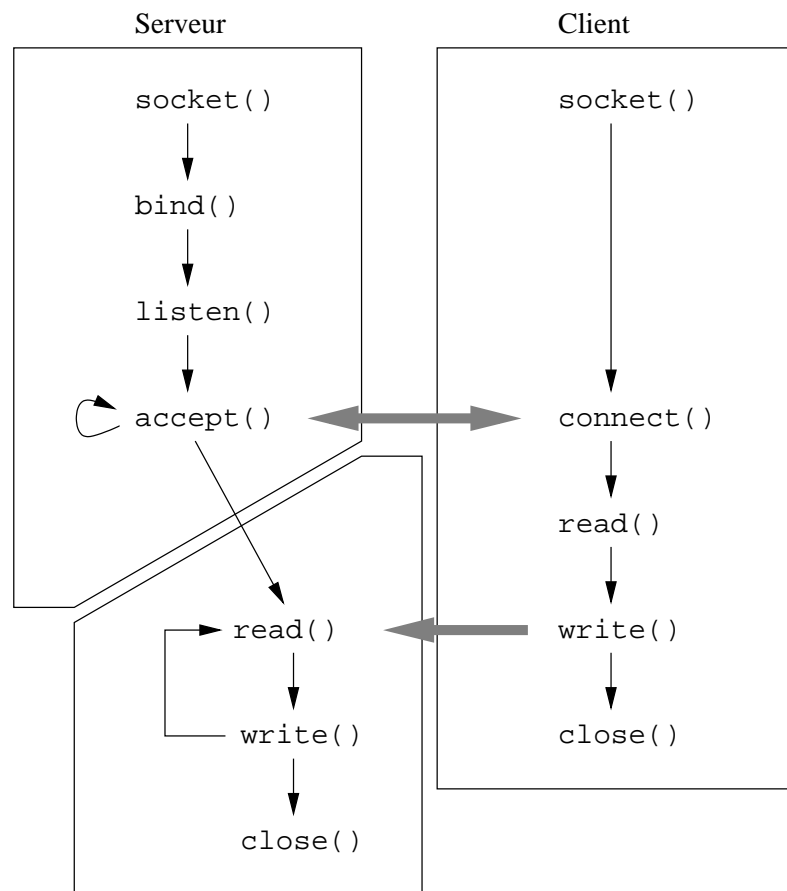 Serveur
socket()
bind()
listen()
accept()
read()
write()
close()
Client
socket()
connect()
read()
write()
close()